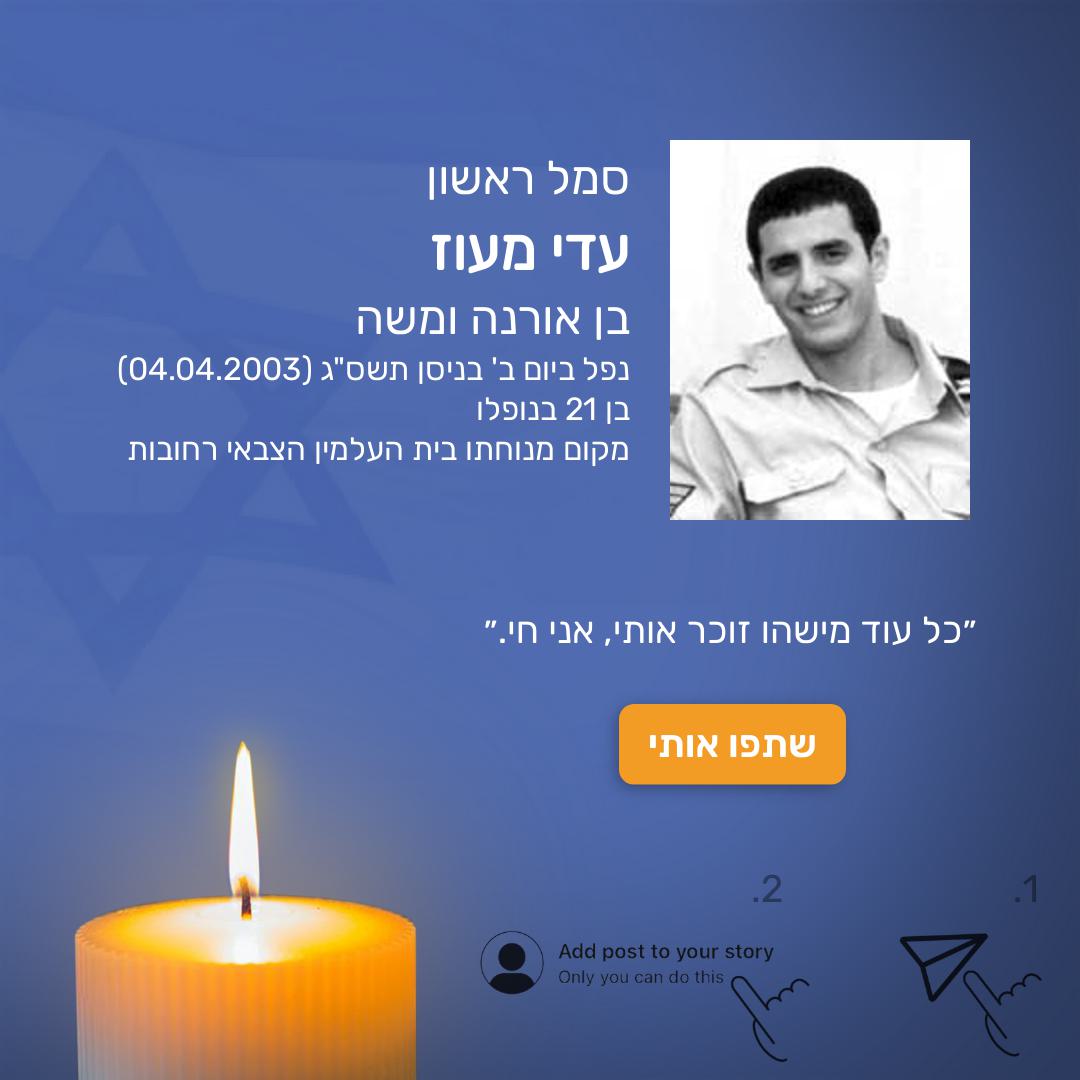 סמל ראשון
עדי מעוז
בן אורנה ומשה
נפל ביום ב' בניסן תשס"ג (04.04.2003)
בן 21 בנופלו
מקום מנוחתו בית העלמין הצבאי רחובות
״כל עוד מישהו זוכר אותי, אני חי.״
שתפו אותי
1.
2.
Add post to your story
Only you can do this